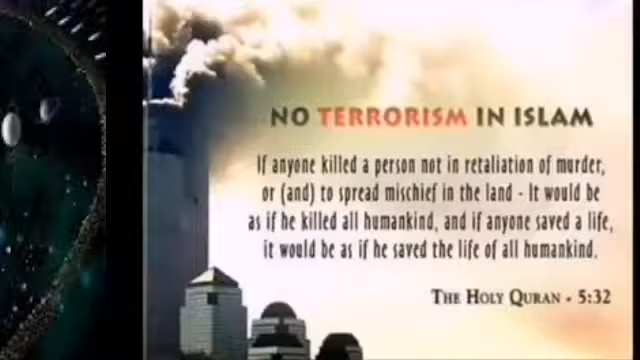 NO TERRORISM IN ISLAM
If anyone killed a person not in retaliation of murder,
or (and) to spread mischief in the land - It would be
as if he killed all humankind, and if anyone saved a life,
it would be as if he saved the life of all humankind.
THE HOLY QURAN - 5:32